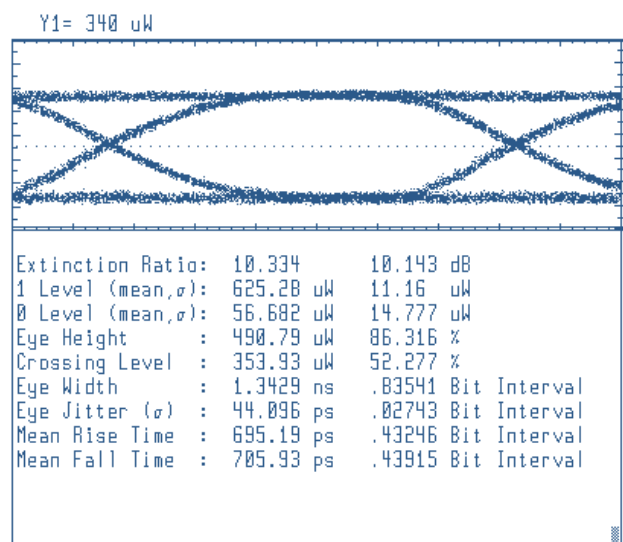 Y1= 340 uW
Extinction Ratio: 10.334 10.143 dB
1 Level (mean,σ): 625.28 uW 11.16 uW
0 Level (mean,σ): 56.682 uW 14.777 uW
Eye Height : 490.79 uW 86.316 %
Crossing Level : 353.93 uW 52.277 %
Eye Width : 1.3429 ns .83541 Bit Interval
Eye Jitter (σ) : 44.096 ps .02743 Bit Interval
Mean Rise Time : 695.19 ps .43246 Bit Interval
Mean Fall Time : 705.93 ps .43915 Bit Interval